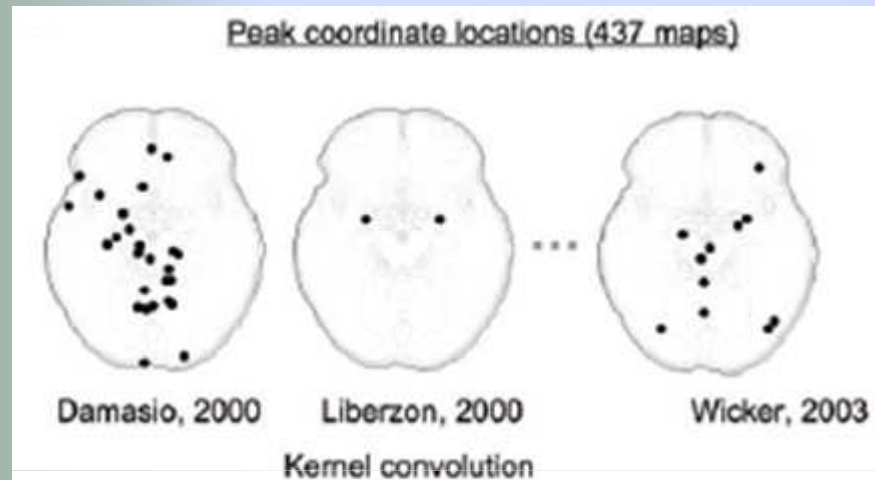 Peak coordinate locations (437 maps)
Damasio, 2000 Liberzon, 2000 Wicker, 2003
Kernel convolution